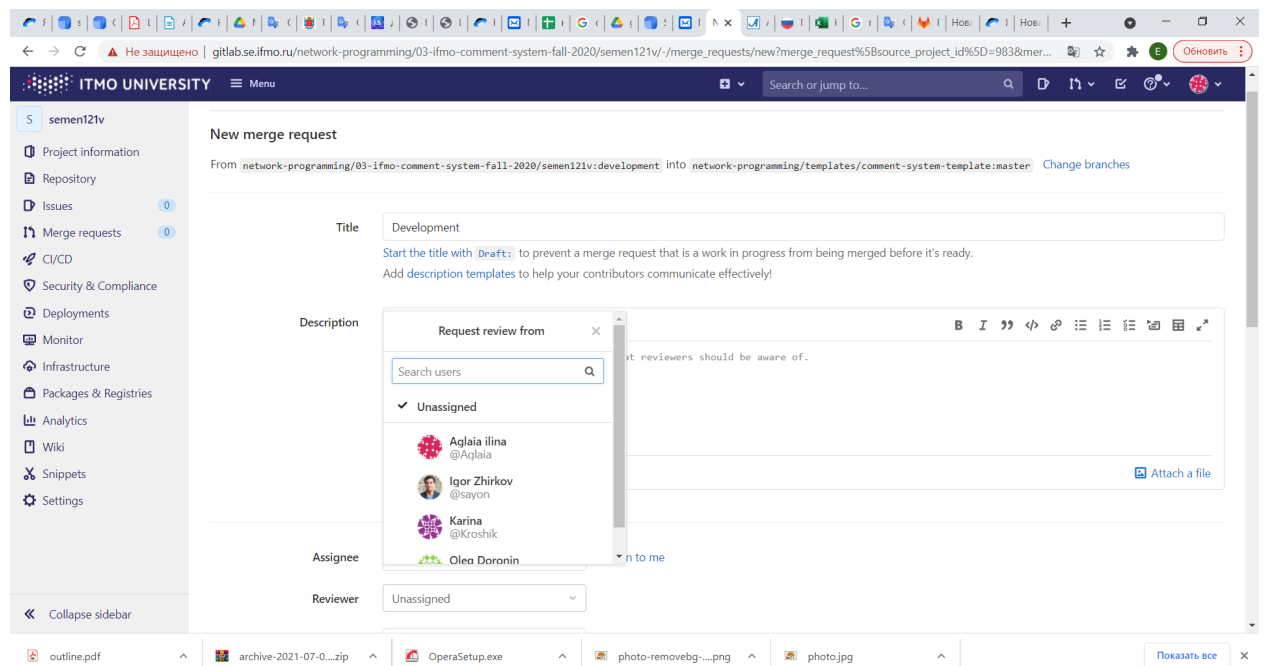 Не защищено
gitlab.se.ifmo.ru/network-programming/03-ifmo-comment-system-fall-2020/semen121v/-/merge_requests/new?merge_request%5Bsource_project_id%5D=983&mer...
Е
Обновить
Нова
Нова
ITMO UNIVERSITY
Menu
Search or jump to...
S semen121v
Project information
Repository
Issues 0
Merge requests 0
CI/CD
Security & Compliance
Deployments
Monitor
Infrastructure
Packages & Registries
Analytics
Wiki
Snippets
Settings
Collapse sidebar
New merge request
From network-programming/03-ifmo-comment-system-fall-2020/semen121v:development into network-programming/templates/comment-system-template:master Change branches
Title Development
Start the title with Draft: to prevent a merge request that is a work in progress from being merged before it's ready.
Add description templates to help your contributors communicate effectively!
Description
Request review from
at reviewers should be aware of.
Search users
Unassigned
Aglaia ilina
@Aglaia
Igor Zhirkov
@sayon
Karina
@Kroshik
Oleg Doronin
Attach a file
Assignee
n to me
Reviewer Unassigned
outline.pdf
archive-2021-07-0....zip
OperaSetup.exe
photo-removebg-....png
photo.jpg
Показать все